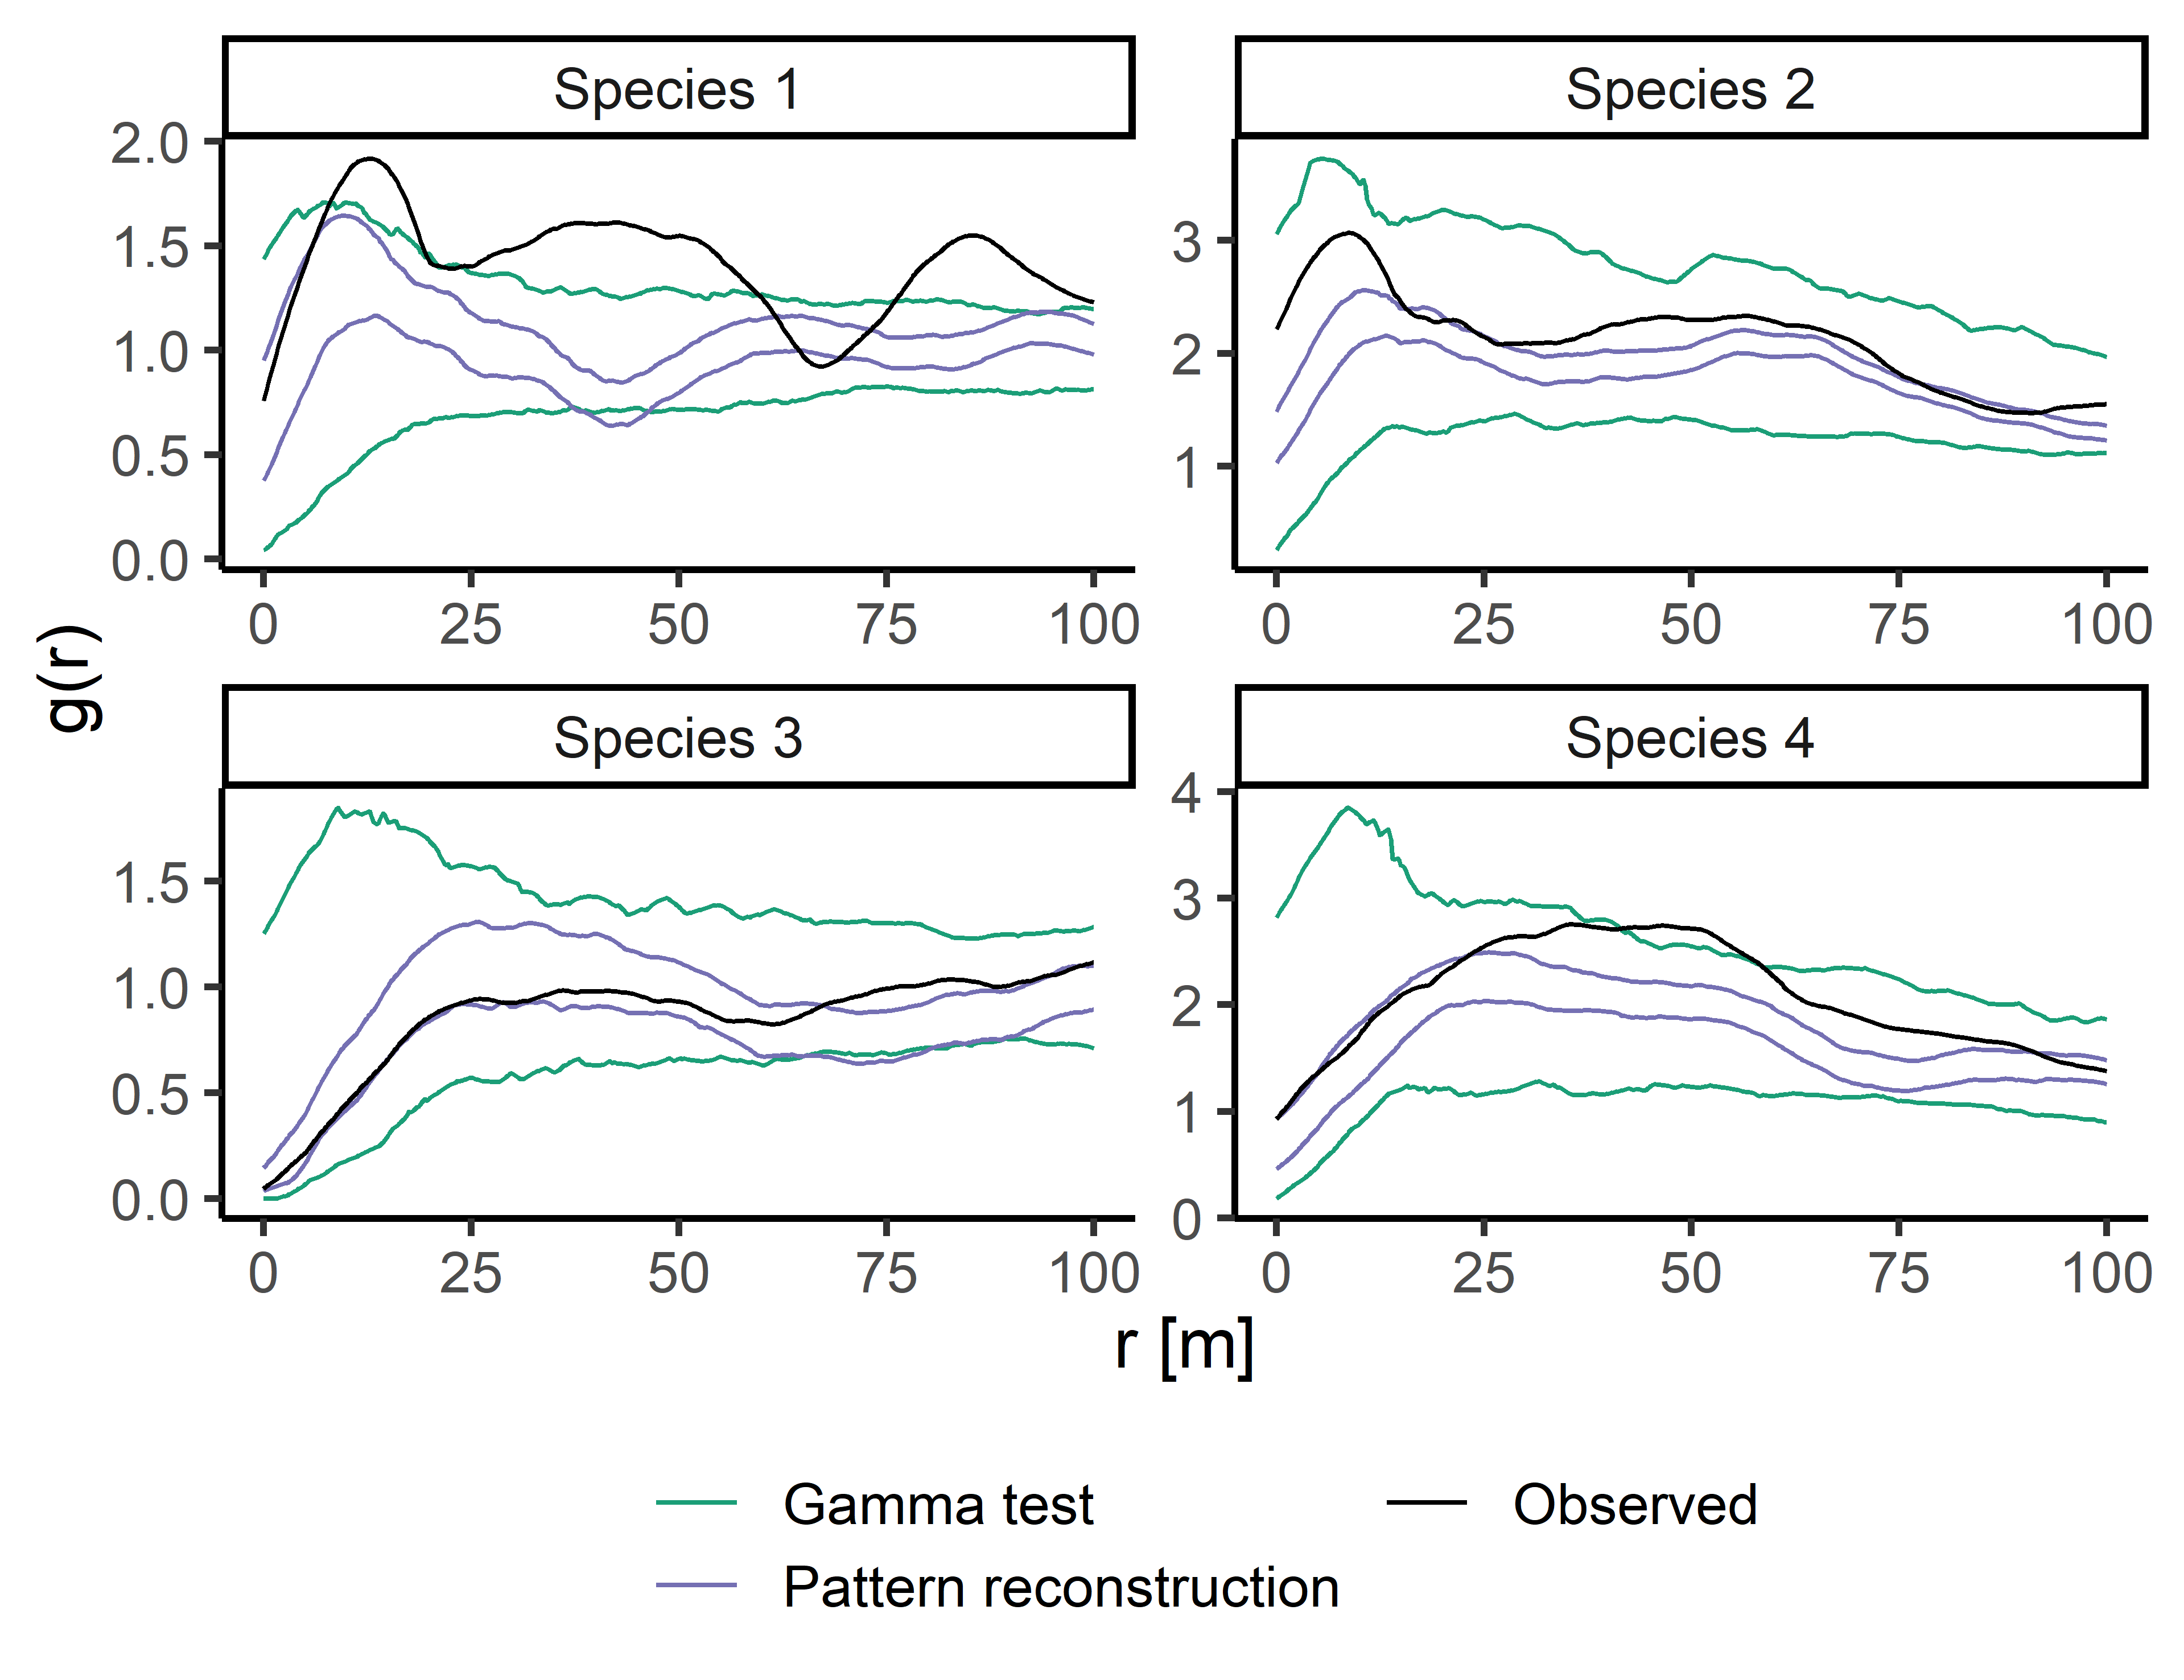 Species 1
Species 2
2.0
1.5
1.0
0.5
0.0
3
2
1
0 25 50 75 100
0 25 50 75 100
g(r)
Species 3
Species 4
1.5
1.0
0.5
0.0
4
3
2
1
0
0 25 50 75 100
0 25 50 75 100
r [m]
Gamma test
Observed
Pattern reconstruction